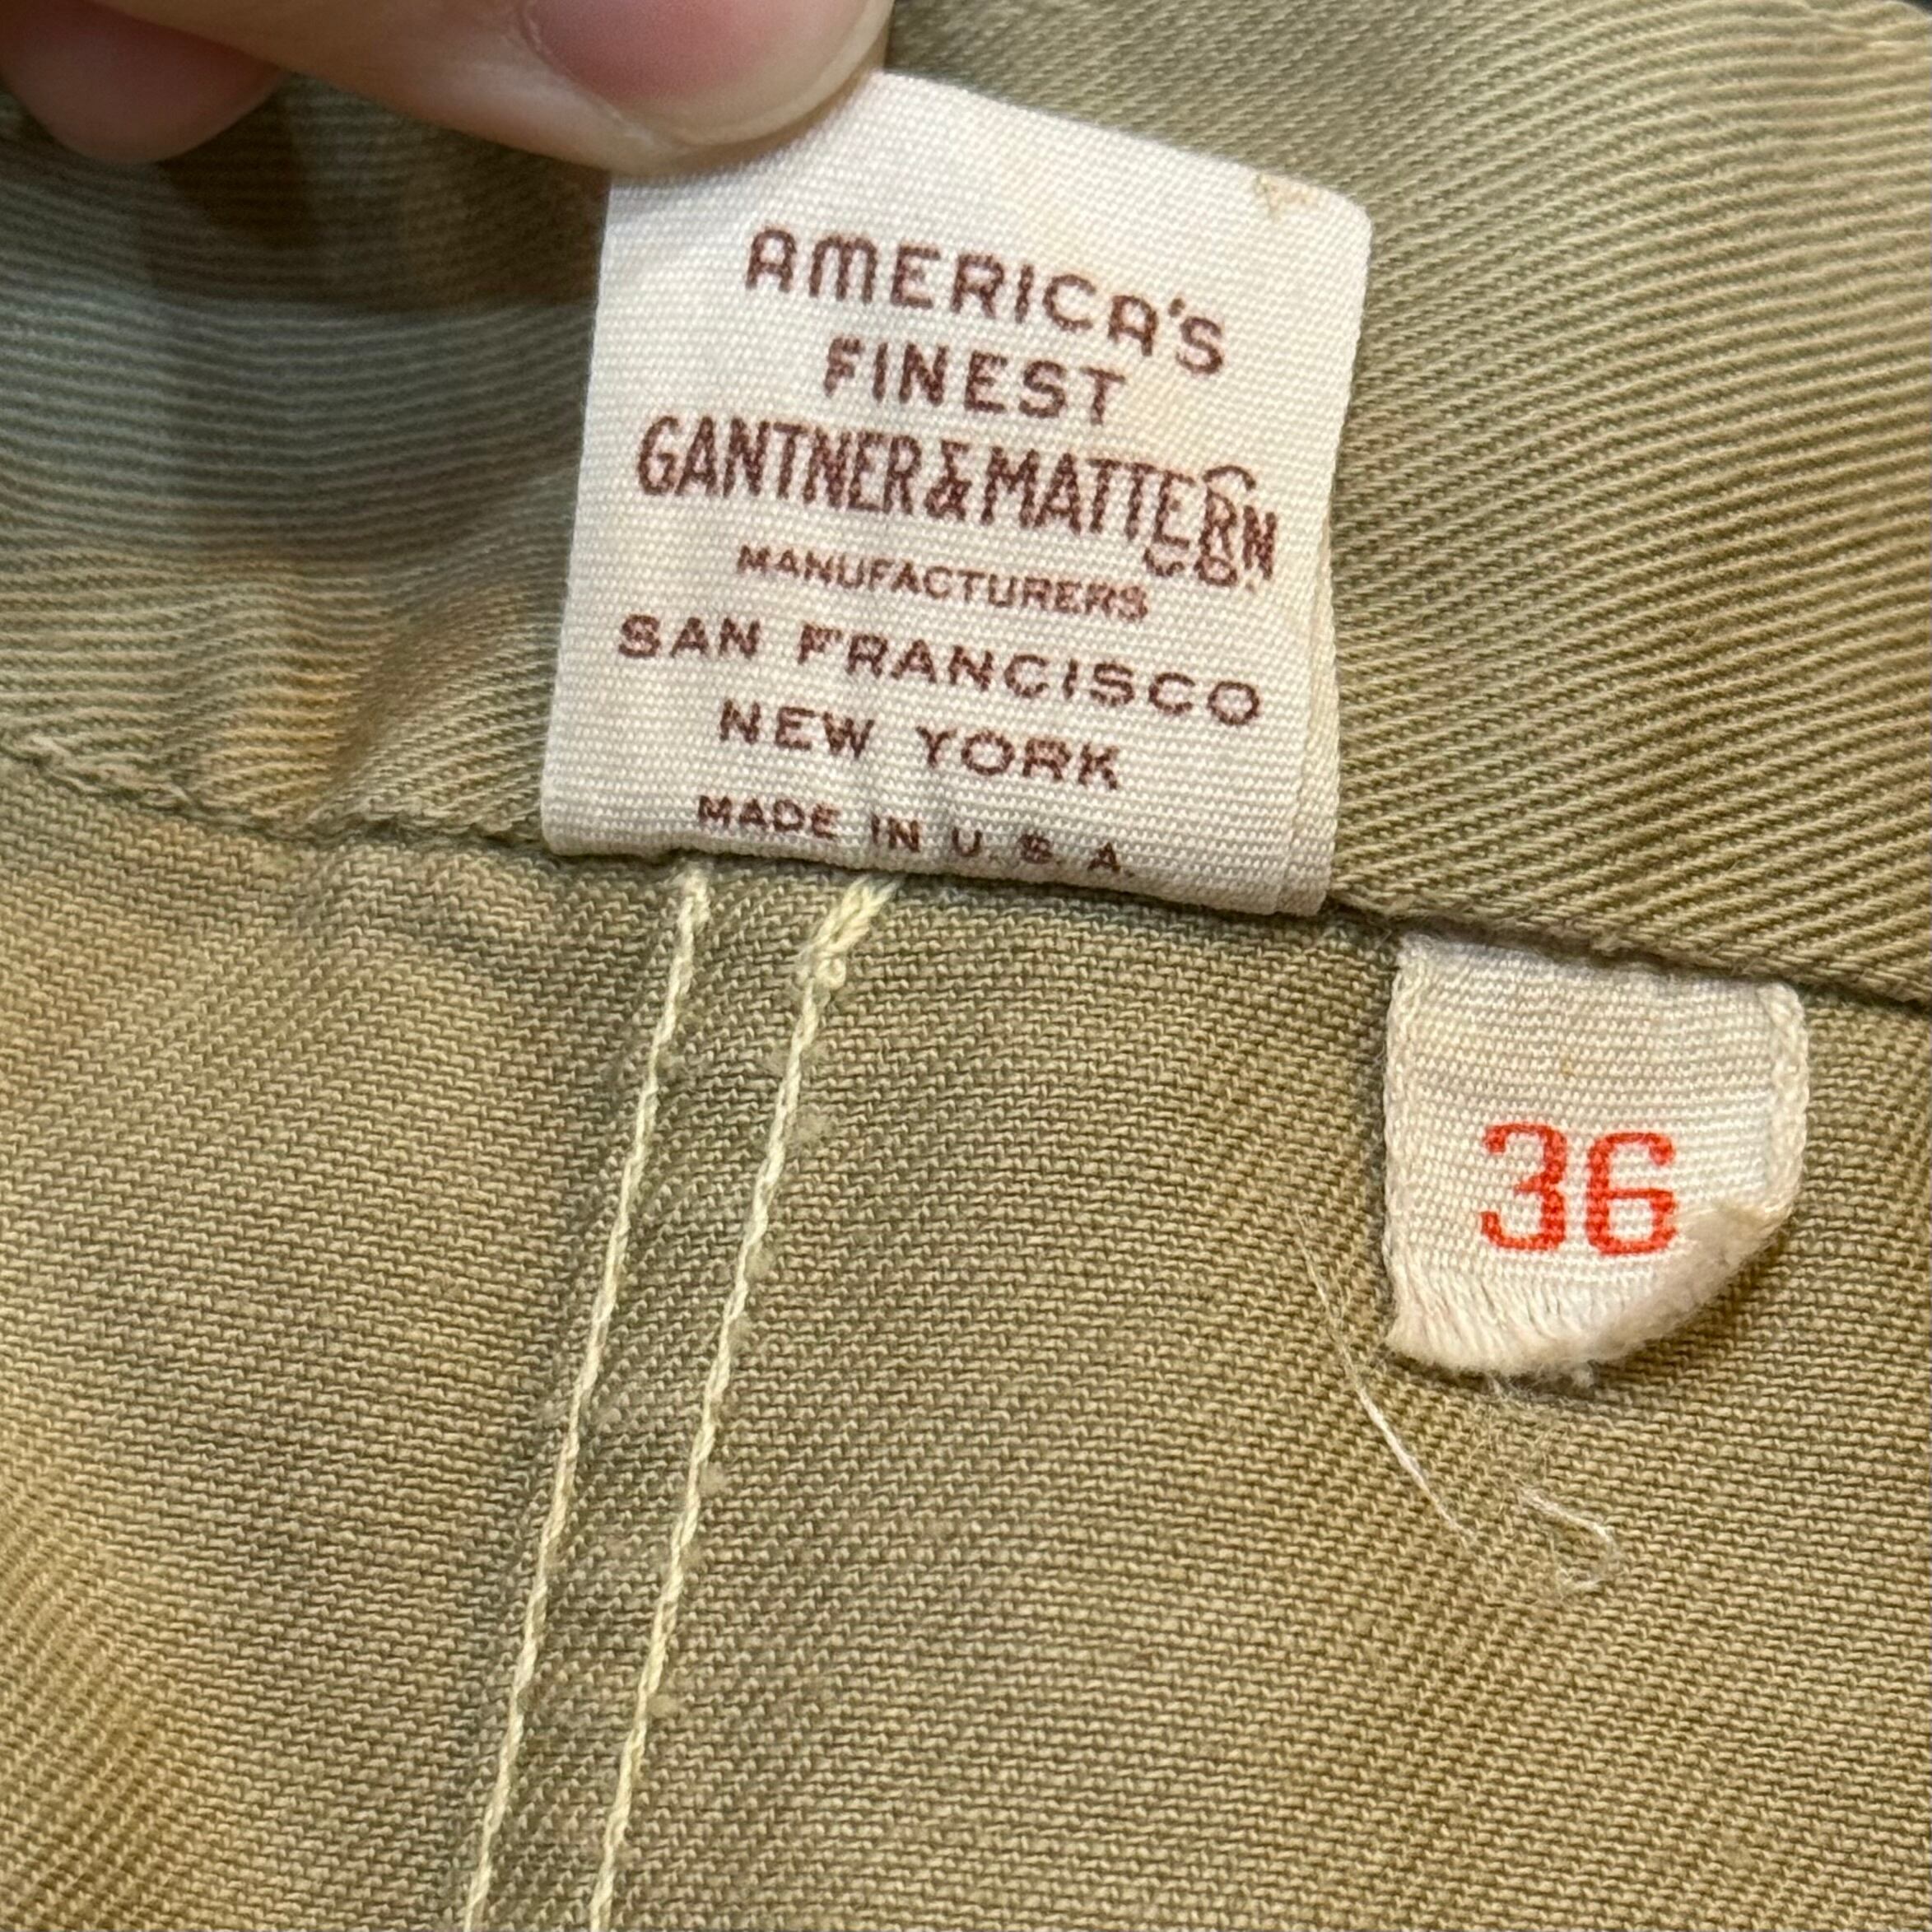 AMERICA'S
FINEST
GANTNER & MATTERN CO.
MANUFACTURERS
SAN FRANCISCO
NEW YORK
MADE IN U.S.A.
36